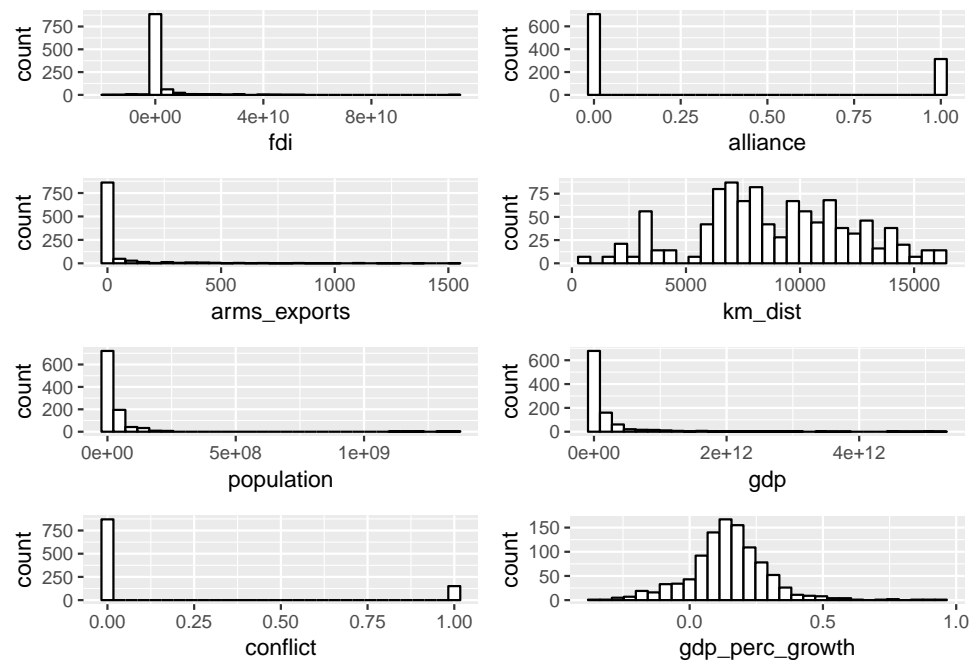 count
750
500
250
0
0e+00 4e+10 8e+10
fdi
count
600
400
200
0
0.00 0.25 0.50 0.75 1.00
alliance
count
750
500
250
0
0 500 1000 1500
arms_exports
count
75
50
25
0
0 5000 10000 15000
km_dist
count
600
400
200
0
0e+00 5e+08 1e+09
population
count
600
400
200
0
0e+00 2e+12 4e+12
gdp
count
750
500
250
0
0.00 0.25 0.50 0.75 1.00
conflict
count
150
100
50
0
0.0 0.5 1.0
gdp_perc_growth